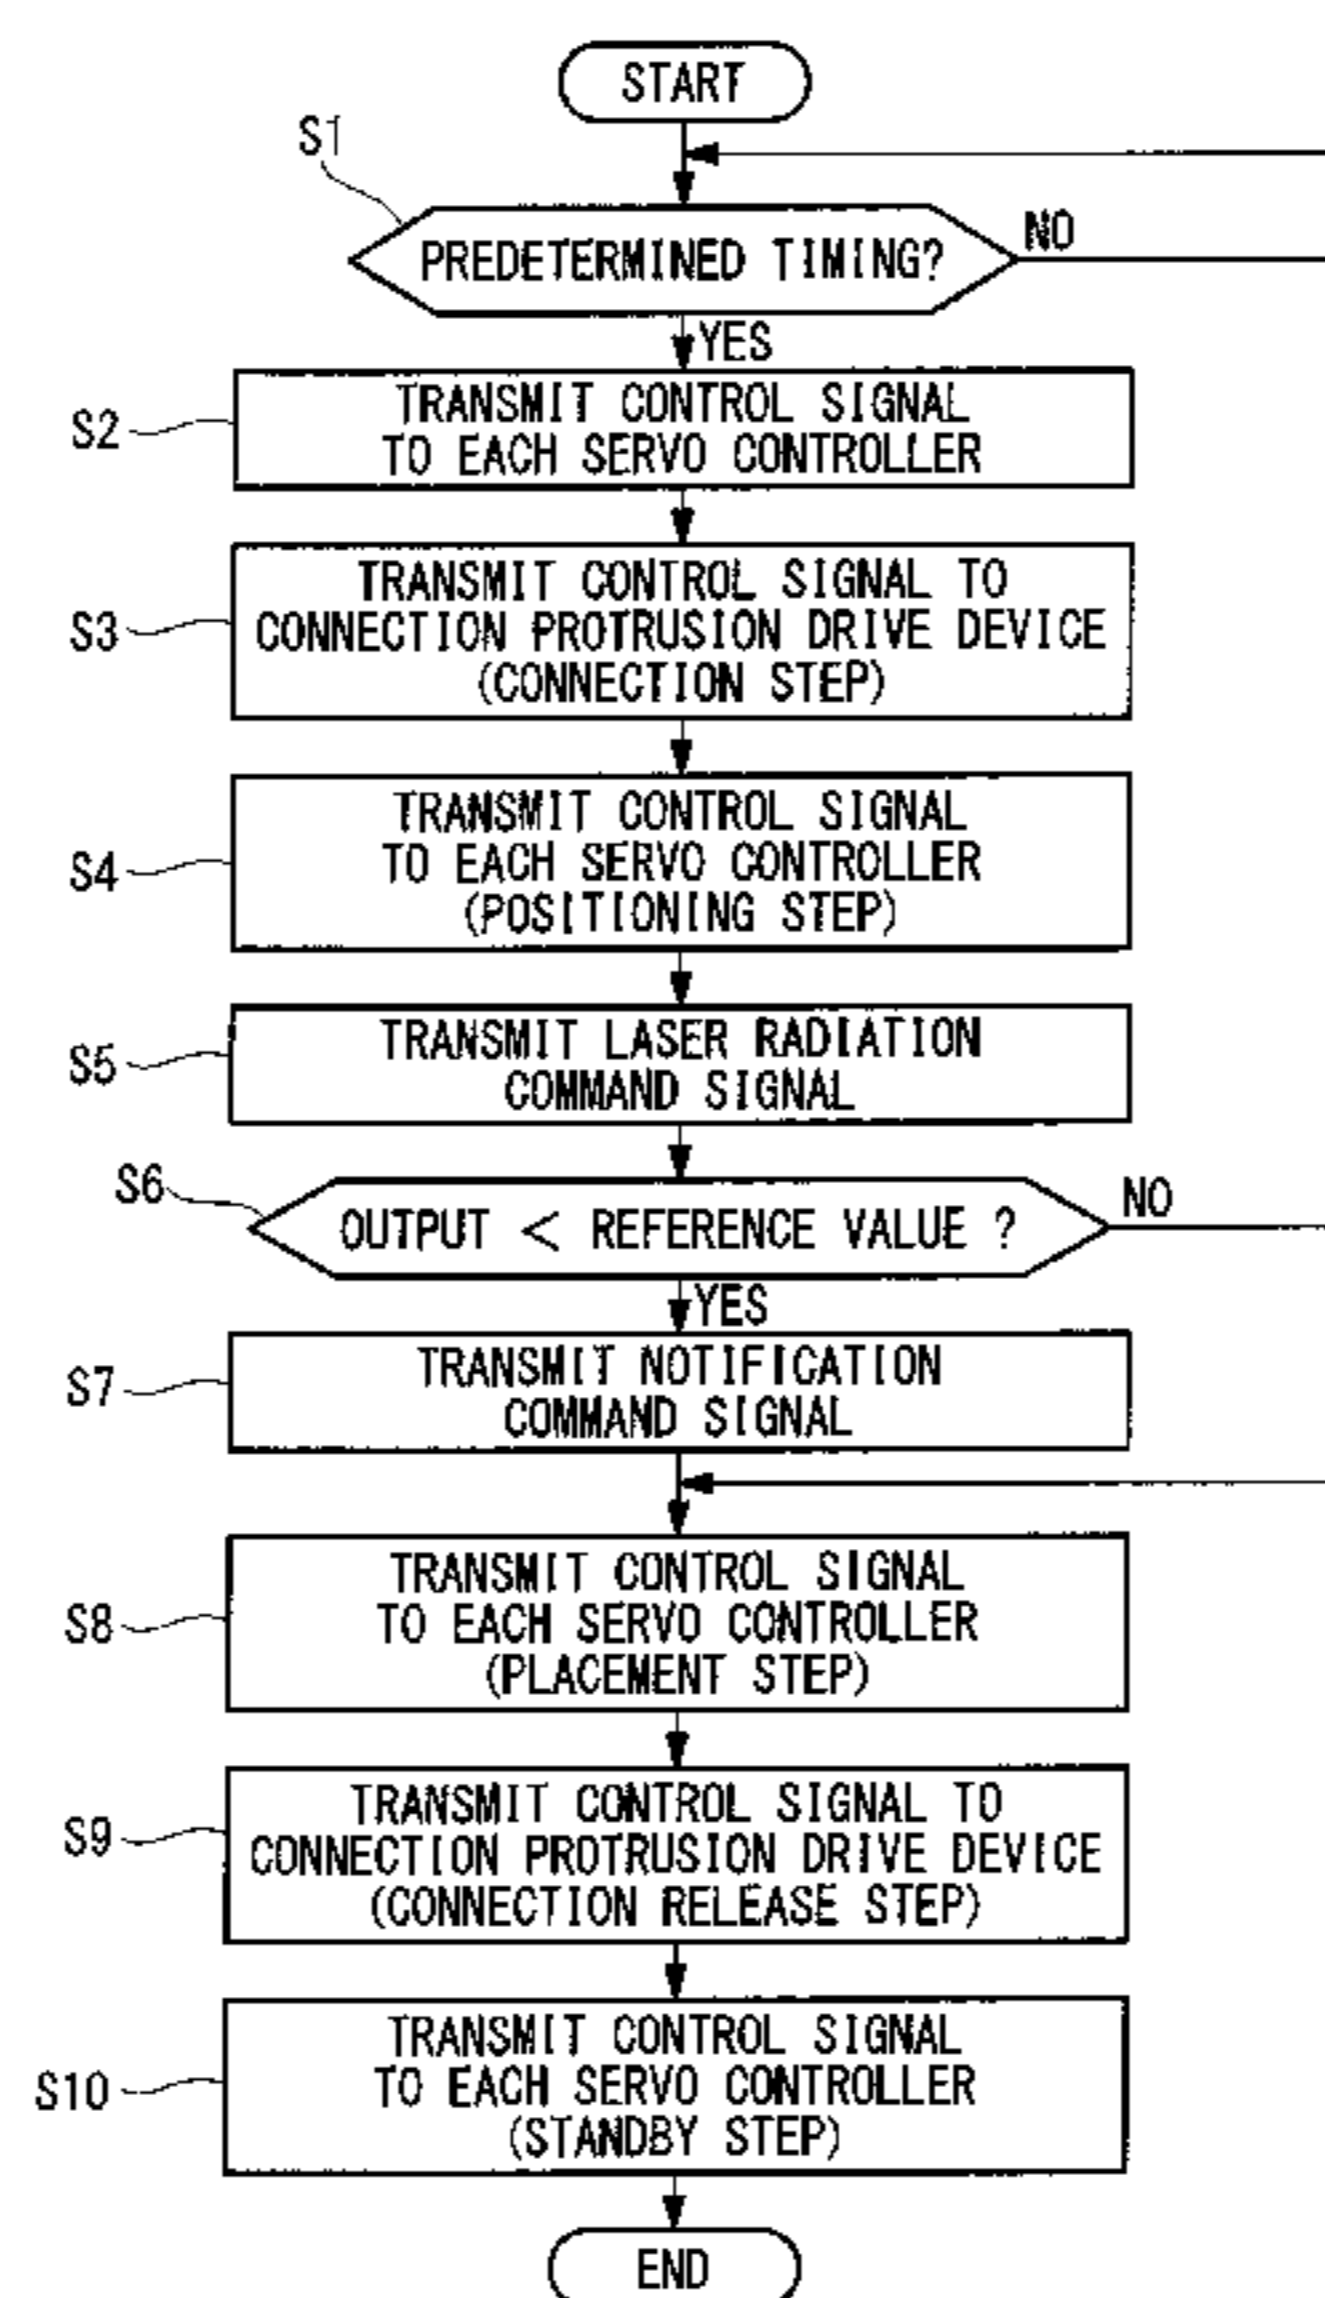 START
S1
PREDETERMINED TIMING?
NO
YES
S2
TRANSMIT CONTROL SIGNAL
TO EACH SERVO CONTROLLER
S3
TRANSMIT CONTROL SIGNAL TO
CONNECTION PROTRUSION DRIVE DEVICE
(CONNECTION STEP)
S4
TRANSMIT CONTROL SIGNAL
TO EACH SERVO CONTROLLER
(POSITIONING STEP)
S5
TRANSMIT LASER RADIATION
COMMAND SIGNAL
S6
OUTPUT < REFERENCE VALUE ?
NO
YES
S7
TRANSMIT NOTIFICATION
COMMAND SIGNAL
S8
TRANSMIT CONTROL SIGNAL
TO EACH SERVO CONTROLLER
(PLACEMENT STEP)
S9
TRANSMIT CONTROL SIGNAL TO
CONNECTION PROTRUSION DRIVE DEVICE
(CONNECTION RELEASE STEP)
S10
TRANSMIT CONTROL SIGNAL
TO EACH SERVO CONTROLLER
(STANDBY STEP)
END